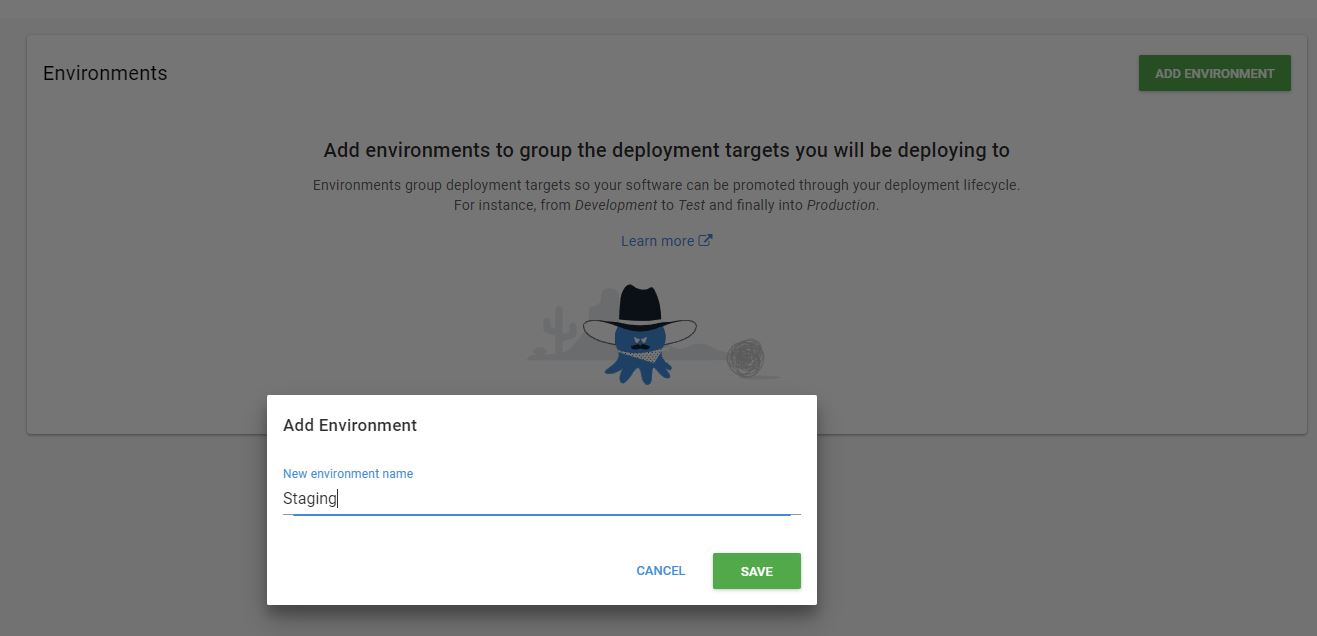 Environments
ADD ENVIRONMENT
Add environments to group the deployment targets you will be deploying to
Environments group deployment targets so your software can be promoted through your deployment lifecycle.
For instance, from Development to Test and finally into Production.
Learn more
Add Environment
New environment name
Staging
CANCEL
SAVE